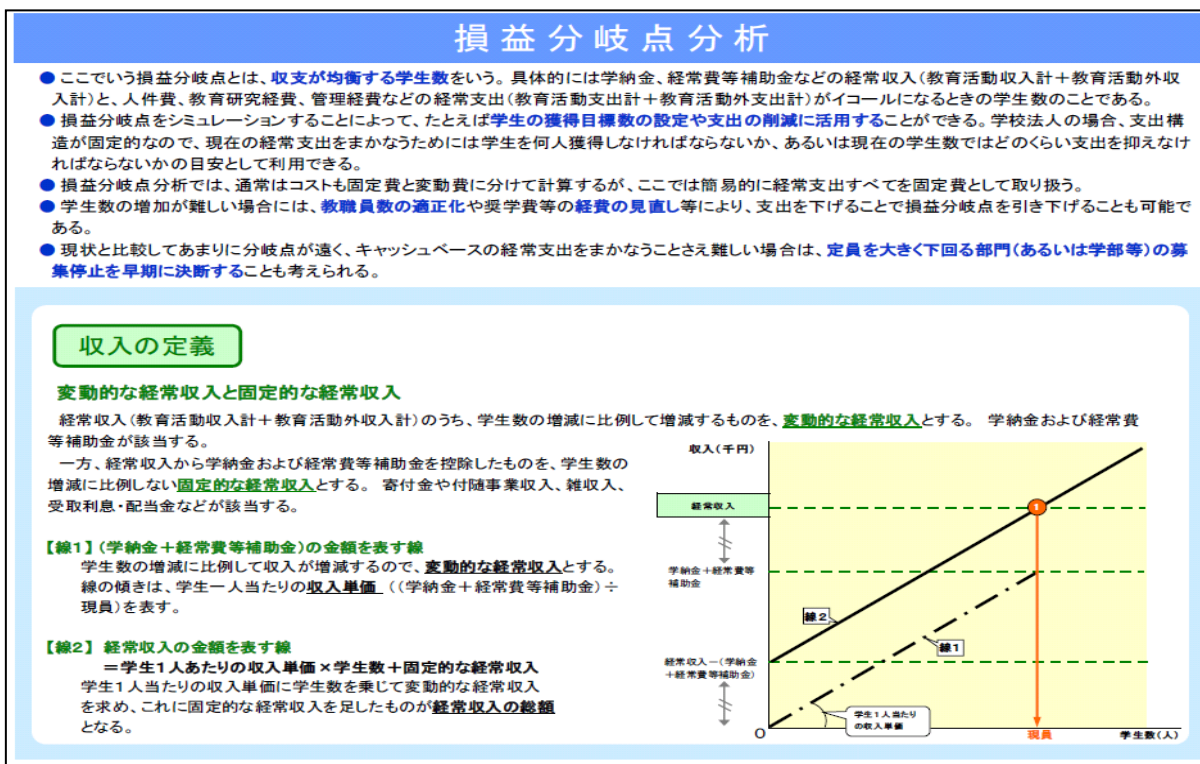 損益分岐点分析
● ここでいう損益分岐点とは、収支が均衡する学生数をいう。具体的には学納金、経常費等補助金などの経常収入(教育活動収入計+教育活動外収
入計)と、人件費、教育研究経費、管理経費などの経常支出(教育活動支出計+教育活動外支出計)がイコールになるときの学生数のことである。
● 損益分岐点をシミュレーションすることによって、たとえば学生の獲得目標数の設定や支出の削減に活用することができる。学校法人の場合、支出構
造が固定的なので、現在の経常支出をまかなうためには学生を何人獲得しなければならないか、あるいは現在の学生数ではどのくらい支出を抑えなけ
ればならないかの目安として利用できる。
● 損益分岐点分析では、通常はコストも固定費と変動費に分けて計算するが、ここでは簡易的に経常支出すべてを固定費として取り扱う。
● 学生数の増加が難しい場合には、教職員数の適正化や奨学費等の経費の見直し等により、支出を下げることで損益分岐点を引き下げることも可能で
ある。
● 現状と比較してあまりに分岐点が遠く、キャッシュベースの経常支出をまかなうことさえ難しい場合は、定員を大きく下回る部門(あるいは学部等)の募
集停止を早期に決断することも考えられる。
収入の定義
変動的な経常収入と固定的な経常収入
経常収入(教育活動収入計+教育活動外収入計)のうち、学生数の増減に比例して増減するものを、変動的な経常収入とする。 学納金および経常費
等補助金が該当する。
一方、経常収入から学納金および経常費等補助金を控除したものを、学生数の
増減に比例しない固定的な経常収入とする。 寄付金や付随事業収入、雑収入、
受取利息・配当金などが該当する。
【線1】(学納金+経常費等補助金)の金額を表す線
学生数の増減に比例して収入が増減するので、変動的な経常収入とする。
線の傾きは、学生一人当たりの収入単価 ((学納金+経常費等補助金)÷
現員)を表す。
【線2】 経常収入の金額を表す線
=学生1人あたりの収入単価×学生数+固定的な経常収入
学生1人当たりの収入単価に学生数を乗じて変動的な経常収入
を求め、これに固定的な経常収入を足したものが経常収入の総額
となる。
収入(千円)
経常収入
1
学納金+経常費等
補助金
線2
線1
経常収入-(学納金
+経常費等補助金)
学生1人当たり
の収入単価
O
現員
学生数(人)